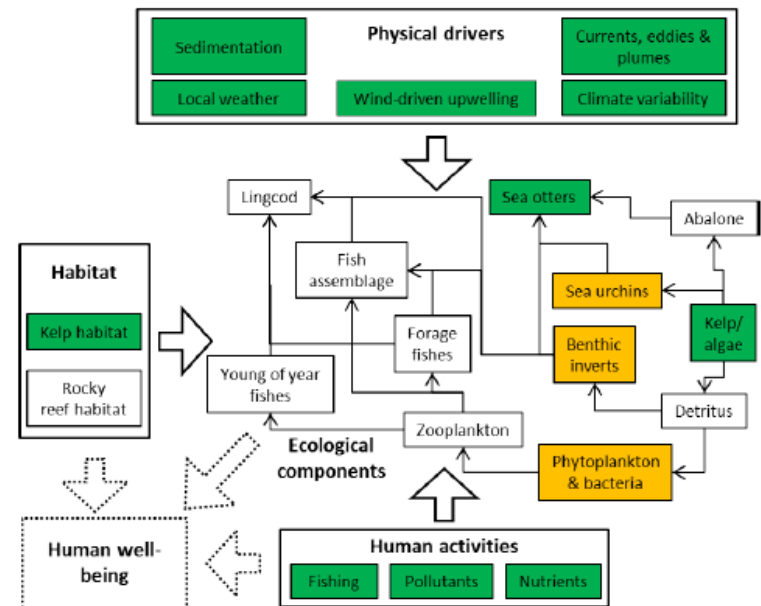 Physical drivers
Sedimentation
Currents, eddies &
plumes
Local weather
Wind-driven upwelling
Climate variability
Lingcod
Sea otters
Abalone
Fish
assemblage
Habitat
Sea urchins
Kelp habitat
Forage
fishes
Benthic
inverts
Kelp/
algae
Rocky
reef habitat
Young of year
fishes
Detritus
Zooplankton
Ecological
components
Phytoplankton
& bacteria
Human well-
being
Human activities
Fishing
Pollutants
Nutrients